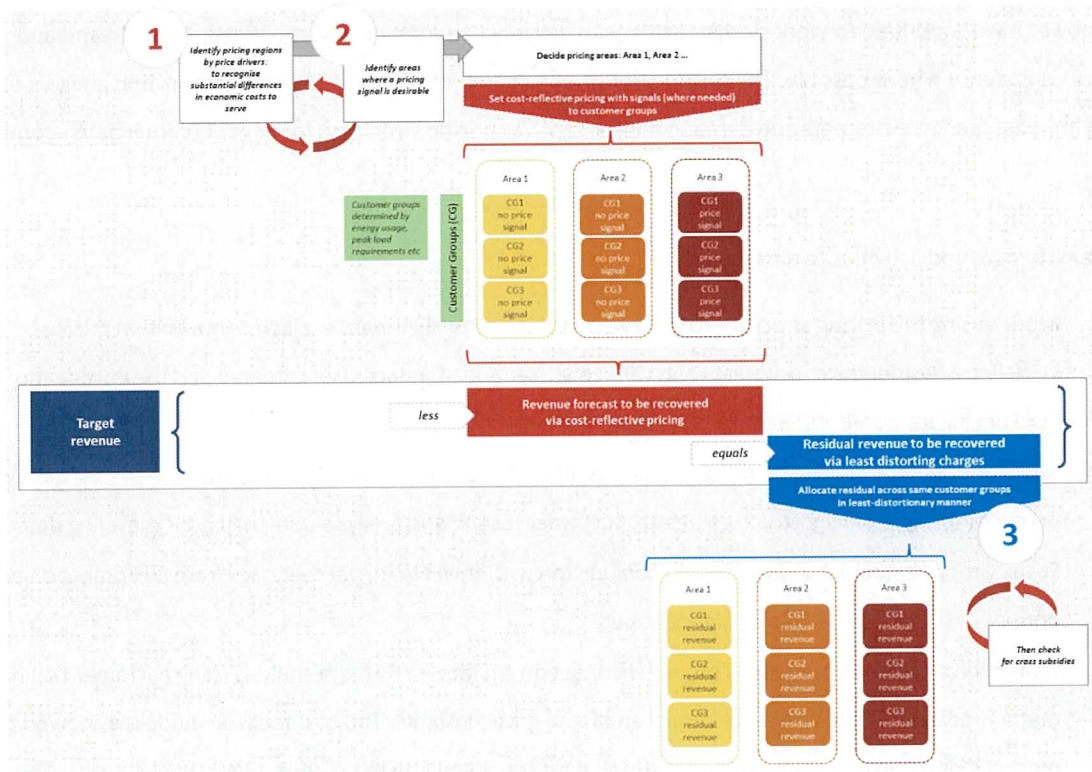 1
Identify pricing regions
by price drivers:
to recognise
substantial differences
in economic costs to
serve
2
Identify areas
where a pricing
signal is desirable
Decide pricing areas: Area 1, Area 2 ...
Set cost-reflective pricing with signals (where needed)
to customer groups
Customer groups
determined by
energy usage,
peak load
requirements etc
Customer Groups (CG)
Area 1
CG1
no price
signal
CG2
no price
signal
CG3
no price
signal
Area 2
CG1
no price
signal
CG2
no price
signal
CG3
no price
signal
Area 3
CG1
price
signal
CG2
price
signal
CG3
price
signal
Target
revenue
less
Revenue forecast to be recovered
via cost-reflective pricing
equals
Residual revenue to be recovered
via least distorting charges
Allocate residual across same customer groups
in least-distortionary manner
3
Area 1
CG1
residual
revenue
CG2
residual
revenue
CG3
residual
revenue
Area 2
CG1
residual
revenue
CG2
residual
revenue
CG3
residual
revenue
Area 3
CG1
residual
revenue
CG2
residual
revenue
CG3
residual
revenue
Then check
for cross subsidies